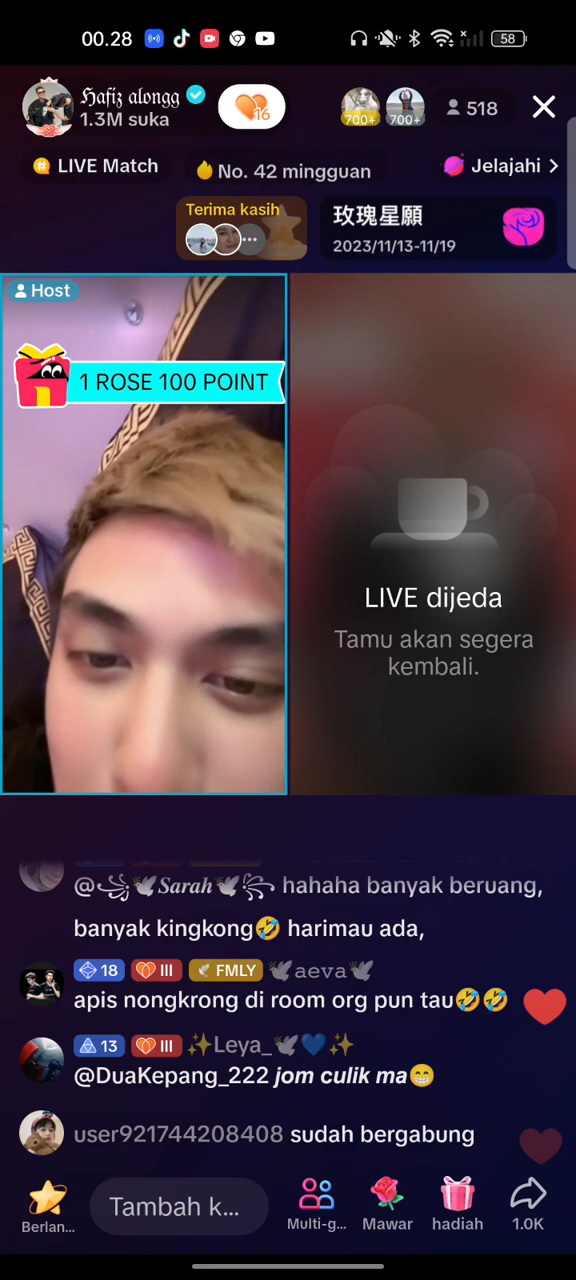 00.28
58
Hafiz alongg
1.3M suka
16
700+
700+
518
LIVE Match
No. 42 mingguan
Jelajahi
Terima kasih
玫瑰星願
2023/11/13-11/19
Host
1 ROSE 100 POINT
LIVE dijeda
Tamu akan segera
kembali.
@꧁🕊️𝑺𝒂𝒓𝒂𝒉🕊️꧂ hahaha banyak beruang,
banyak kingkong🤣 harimau ada,
18 III FMLY 🕊️𝚊𝚎𝚟𝚊🕊️
apis nongkrong di room org pun tau🤣🤣
13 III ✨Leya_🕊️💙✨
@DuaKepang_222 𝙟𝙤𝙢 𝙘𝙪𝙡𝙞𝙠 𝙢𝙖😁
user921744208408 sudah bergabung
Berlan...
Tambah k...
Multi-g...
Mawar
hadiah
1.0K